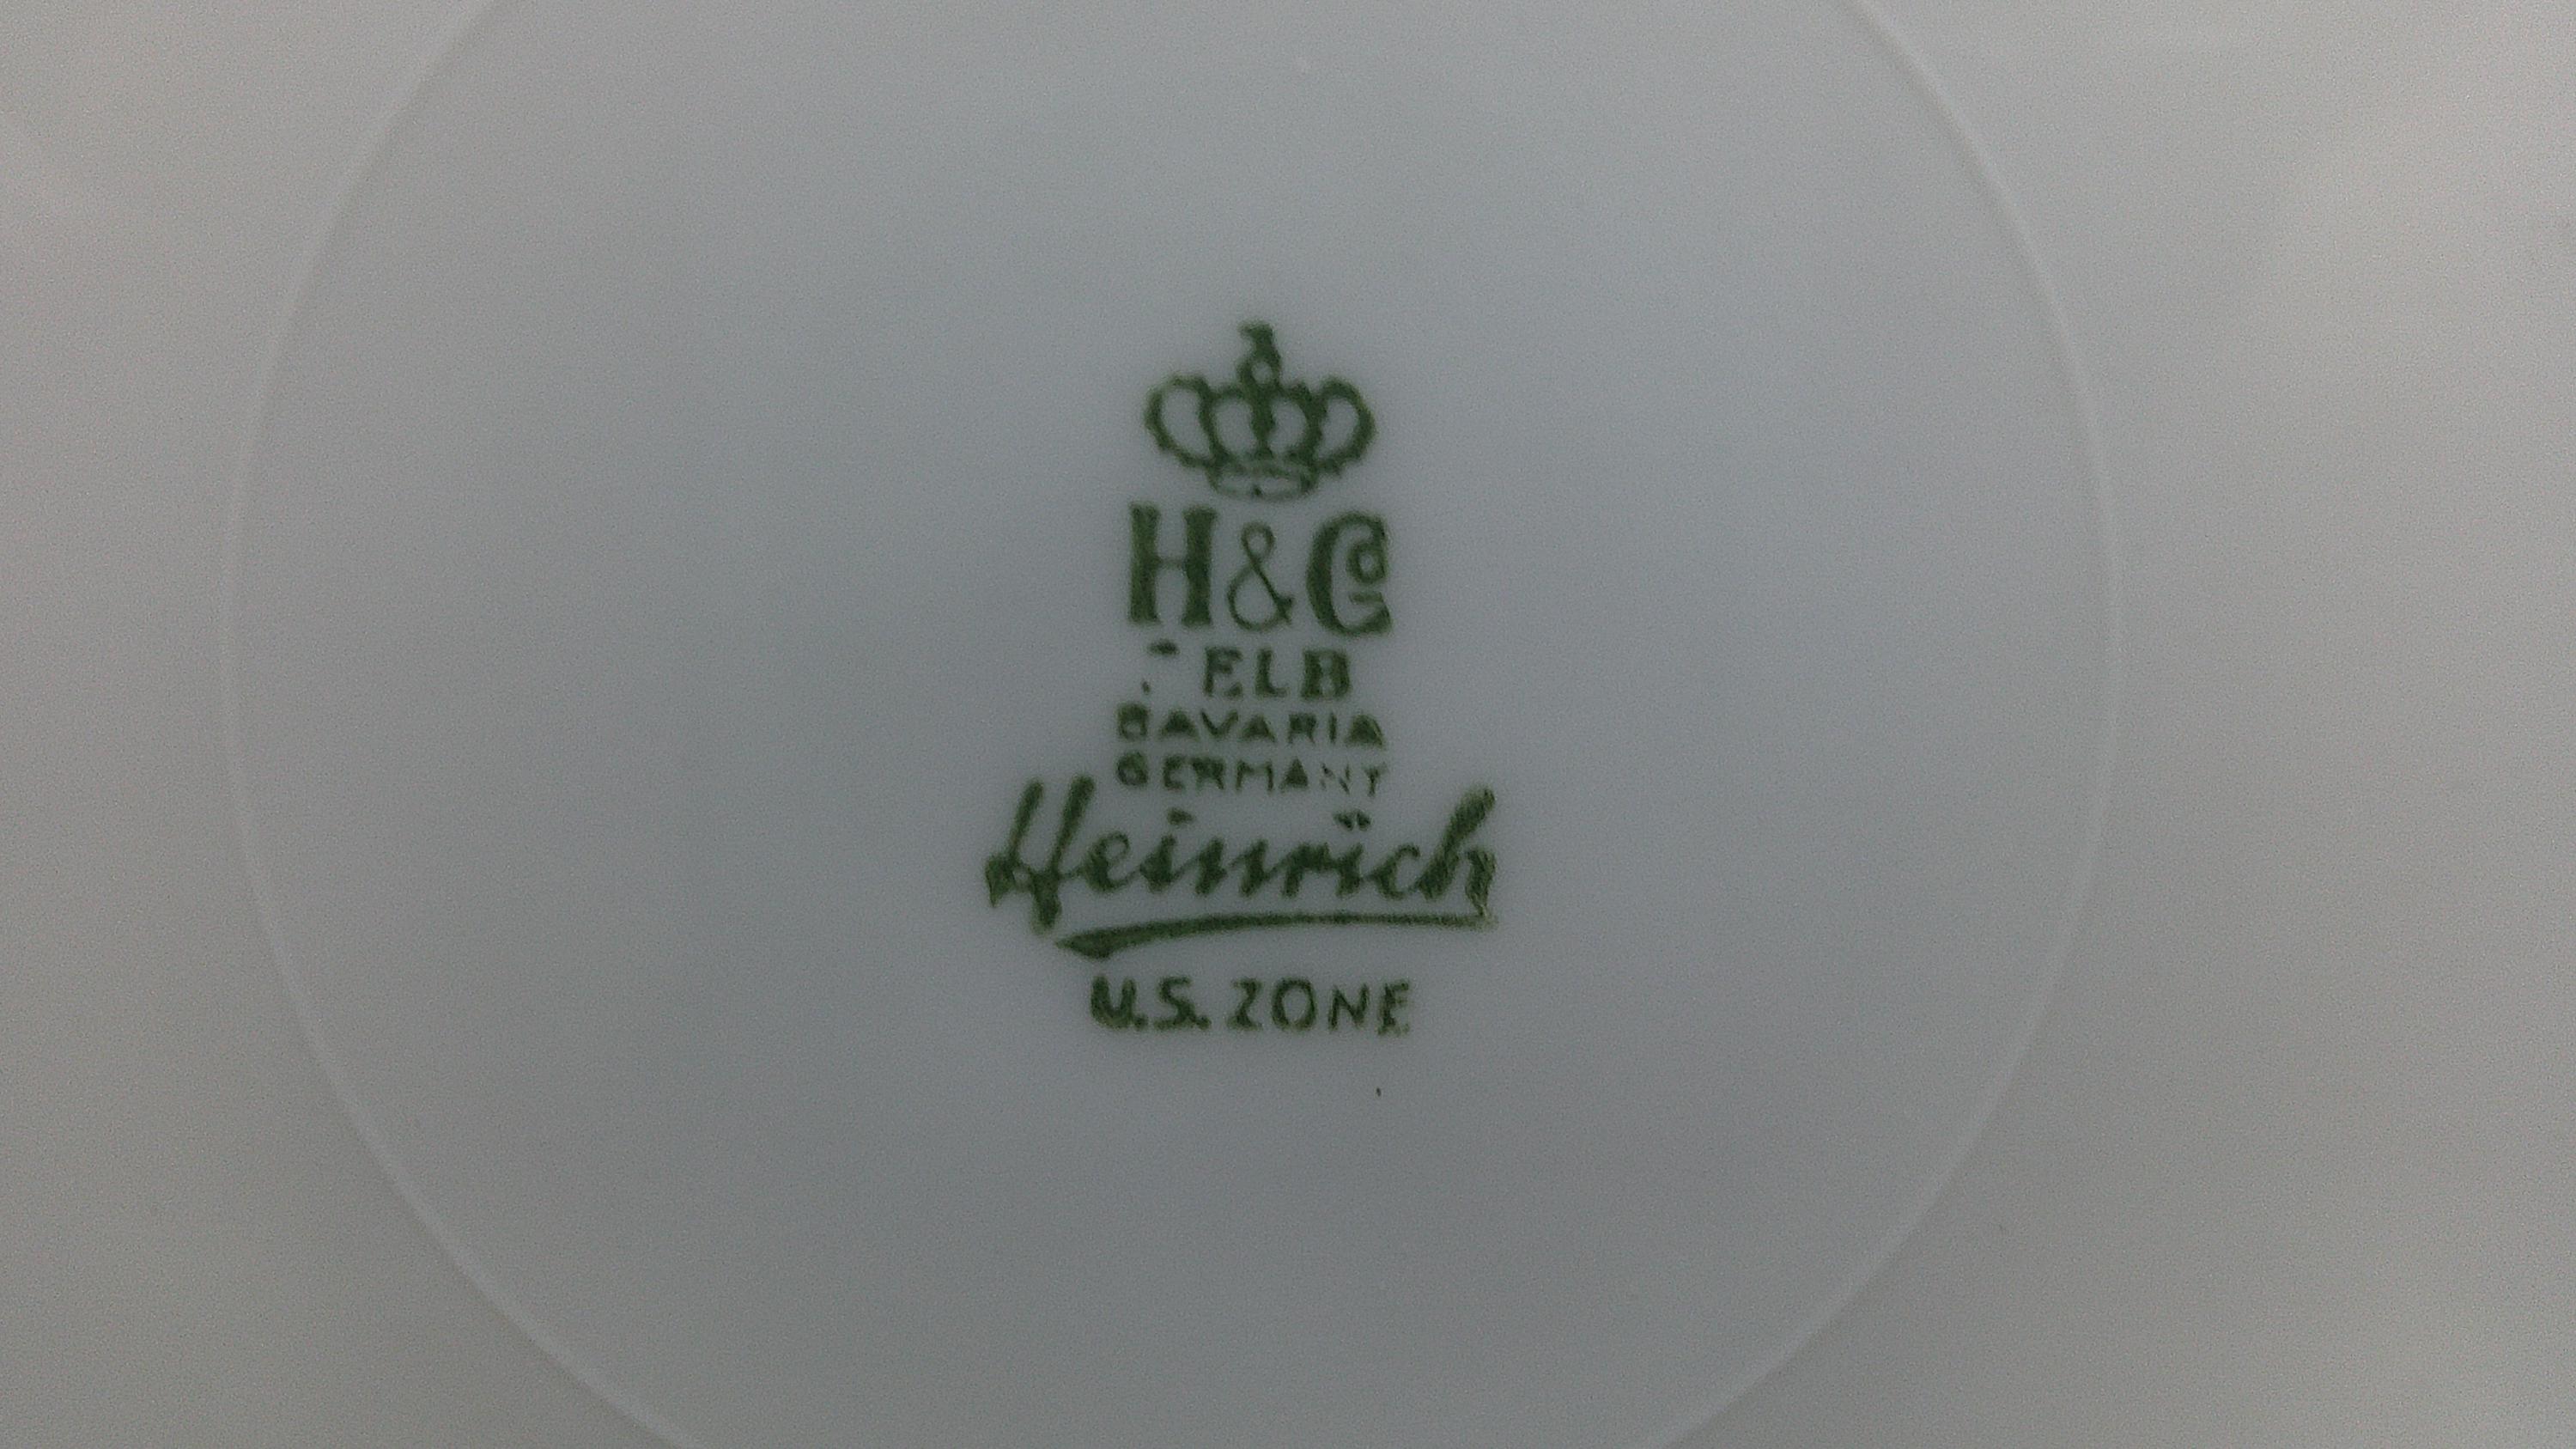 H&Co
SELB
BAVARIA
GERMANY
Heinrich
U.S. ZONE